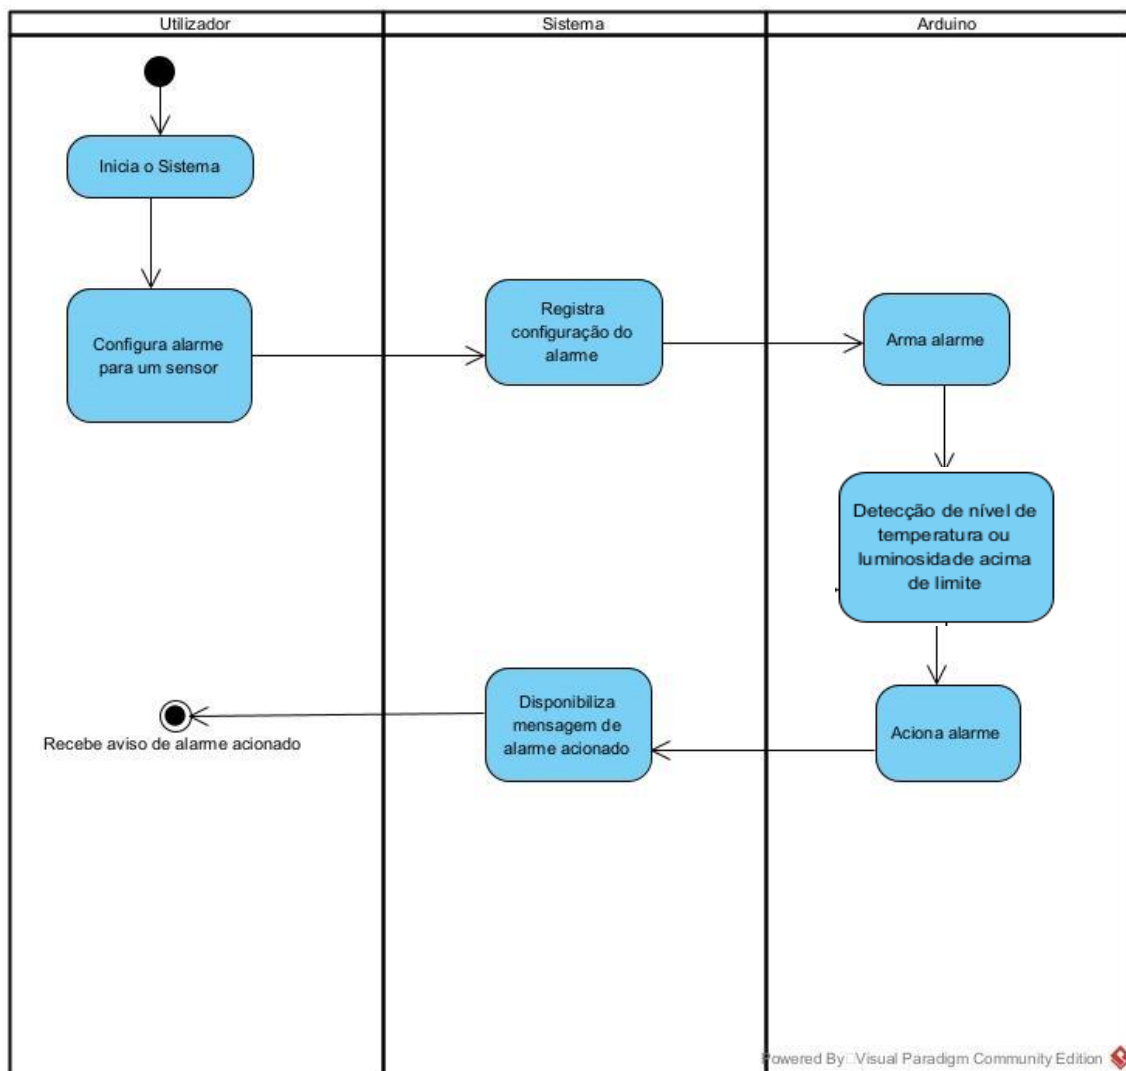 Utilizador
Sistema
Arduino
Inicia o Sistema
Configura alarme
para um sensor
Registra
configuração do
alarme
Arma alarme
Detecção de nível de
temperatura ou
luminosidade acima
de limite
Aciona alarme
Disponibiliza
mensagem de
alarme acionado
Recebe aviso de alarme acionado
Powered By Visual Paradigm Community Edition